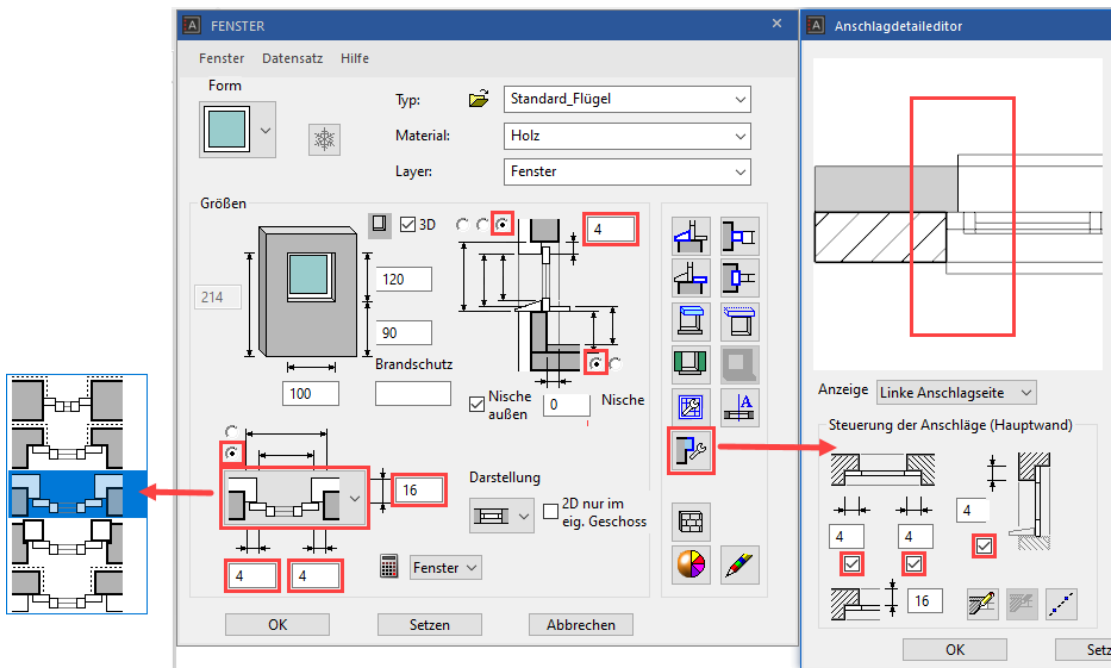 FENSTER
Fenster Datensatz Hilfe
Form
Typ: Standard_Flügel
Material: Holz
Layer: Fenster
Größen
3D
4
214
120
90
100
Brandschutz
Nische
außen
0
Nische
16
Darstellung
2D nur im
eig. Geschoss
4 4
Fenster
OK Setzen Abbrechen
A
Anschlagdetaileditor
Anzeige Linke Anschlagseite
Steuerung der Anschläge (Hauptwand)
4
4 4
16
OK Setz